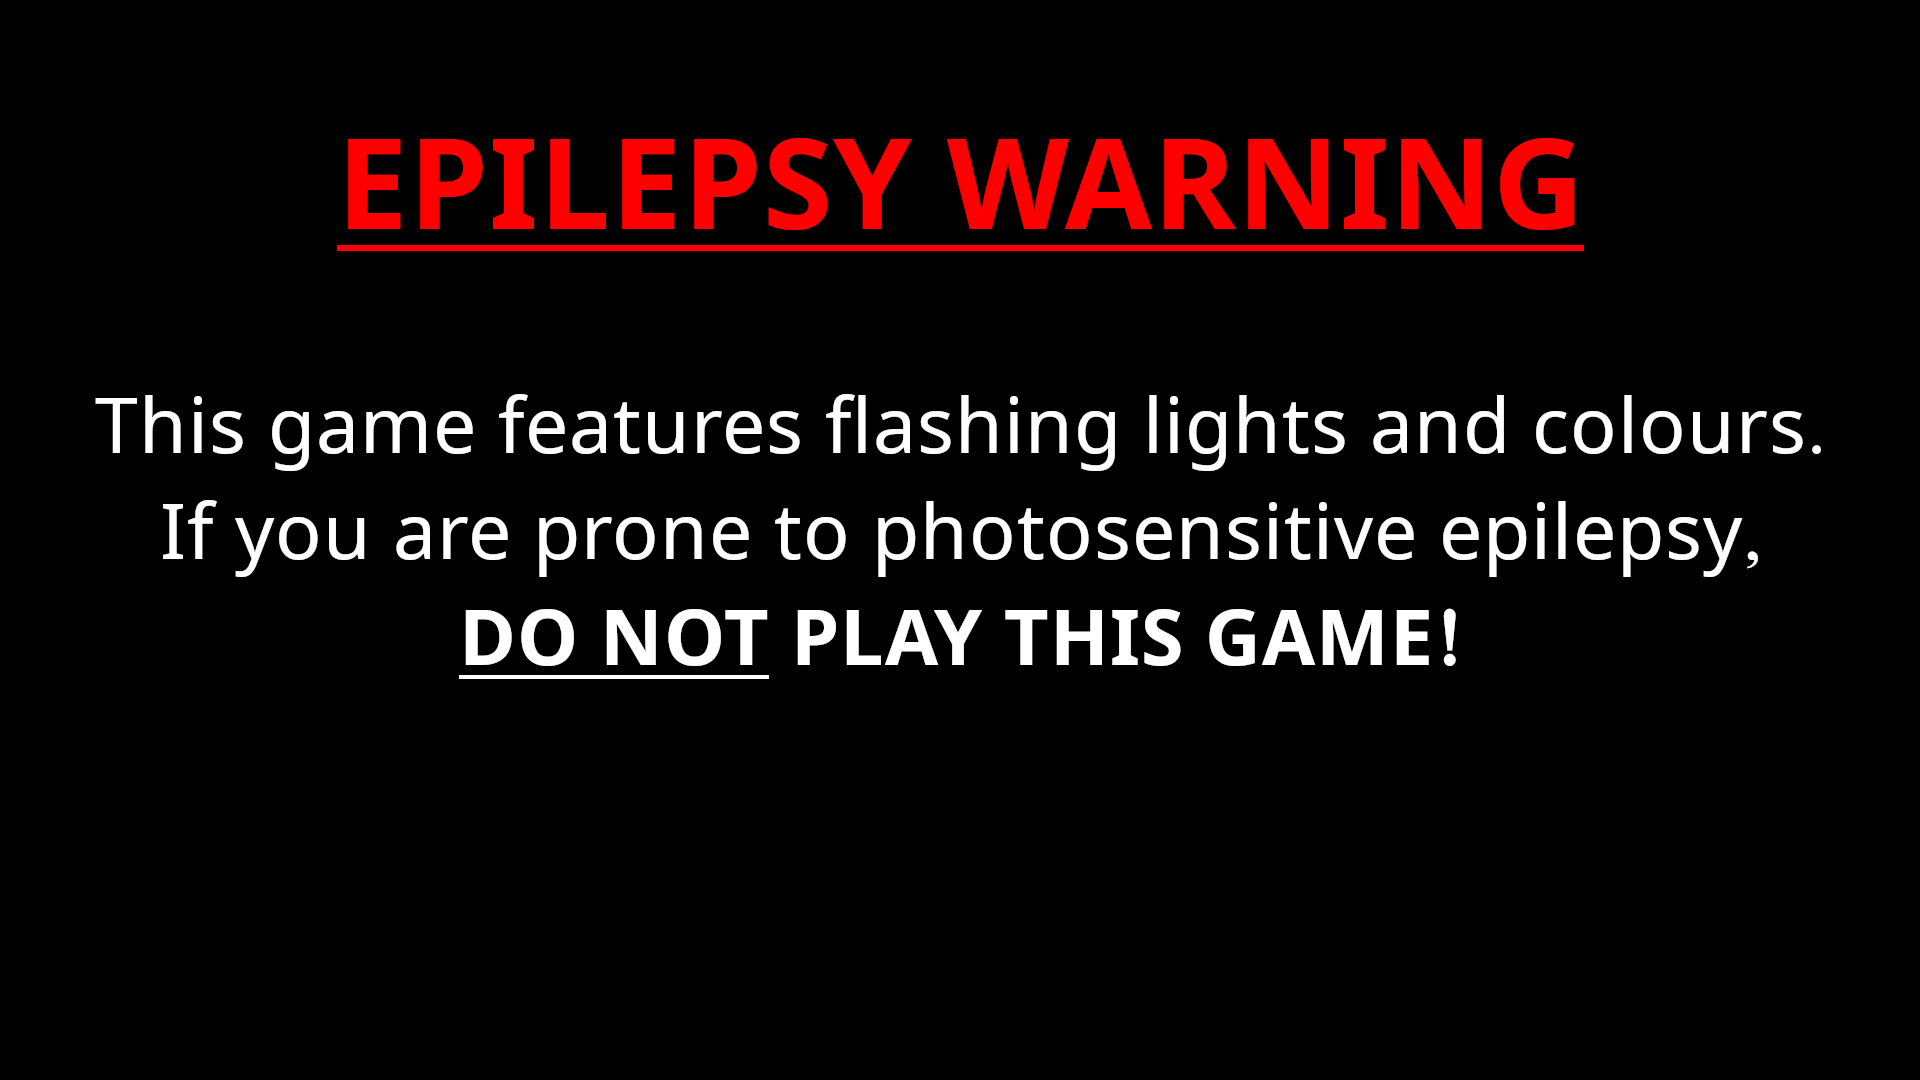 EPILEPSY WARNING
This game features flashing lights and colours.
If you are prone to photosensitive epilepsy,
DO NOT PLAY THIS GAME!